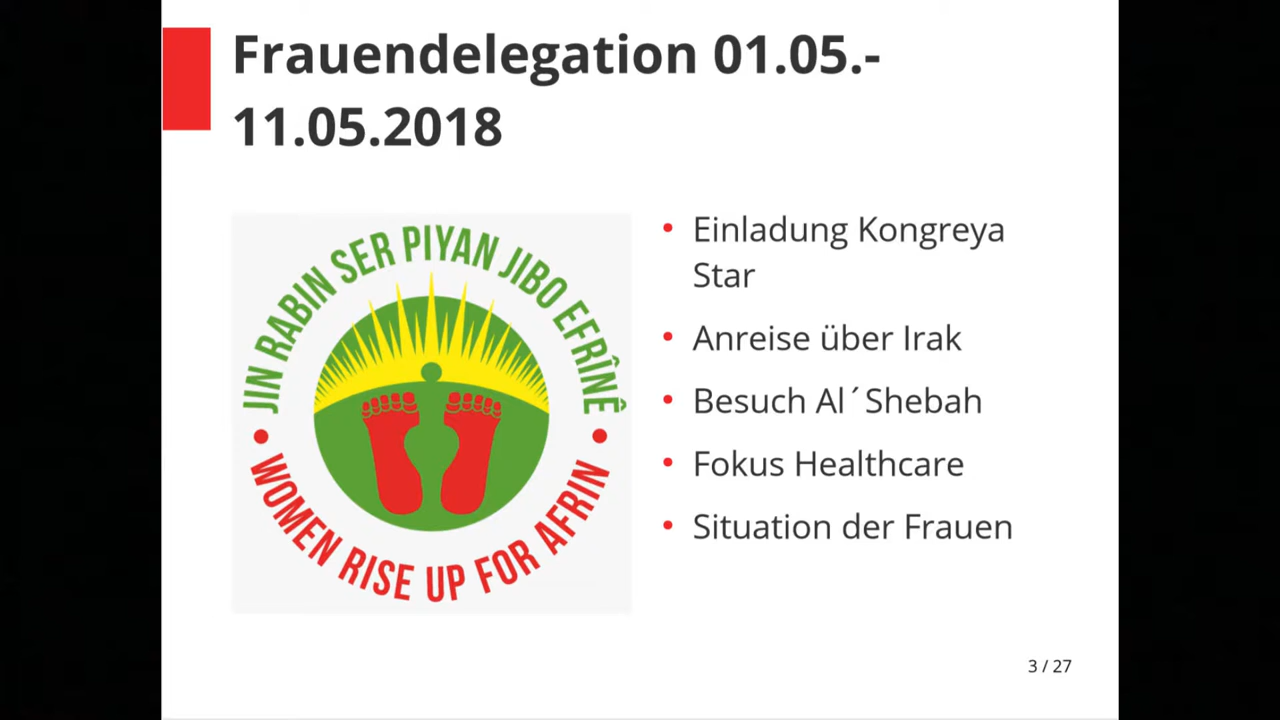 Frauendelegation 01.05.-
11.05.2018
JIN RABIN SER PIYAN JIBO EFRÎNÊ
WOMEN RISE UP FOR AFRIN
• Einladung Kongreya
Star
• Anreise über Irak
• Besuch Al´Shebah
• Fokus Healthcare
• Situation der Frauen
3 / 27